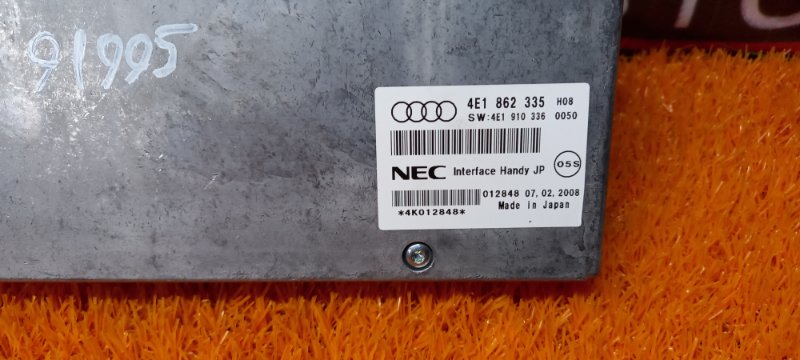 91995
4E1 862 335 H08
SW:4E1 910 336 0050
NEC Interface Handy JP 05S
012848 07.02.2008
*4K012848* Made in Japan